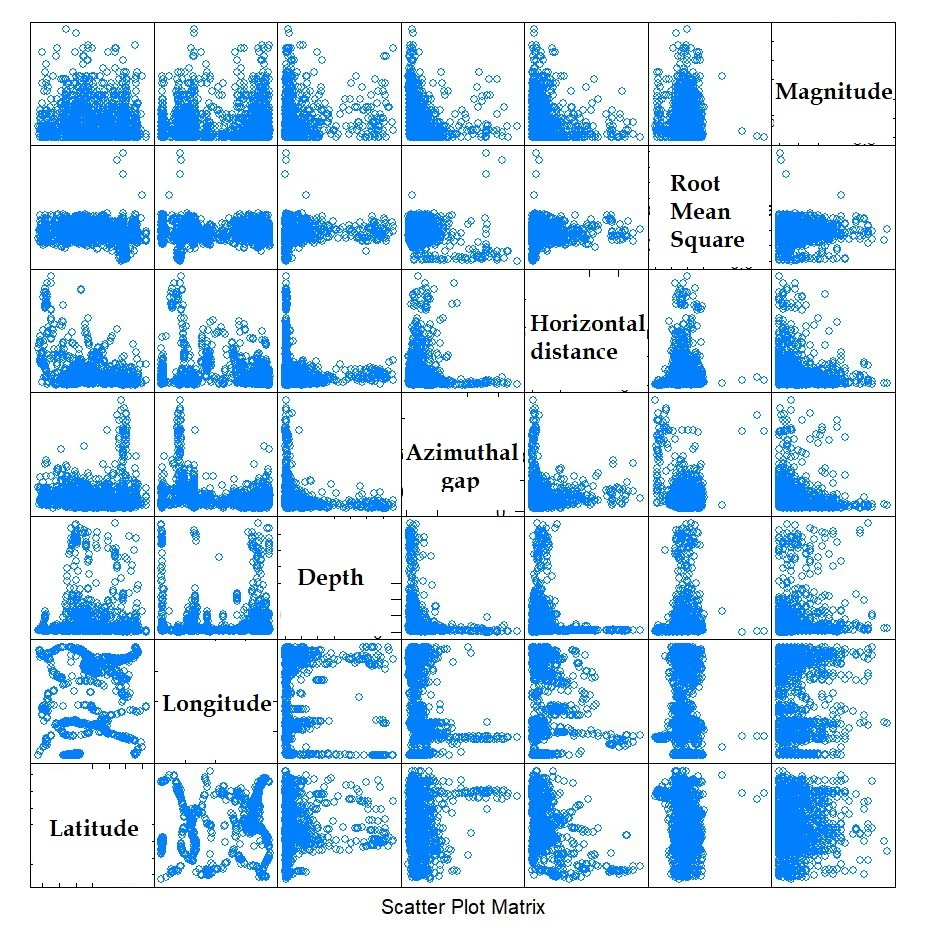 Magnitude
Root
Mean
Square
Horizontal
distance
Azimuthal
gap
Depth
Longitude
Latitude
Scatter Plot Matrix